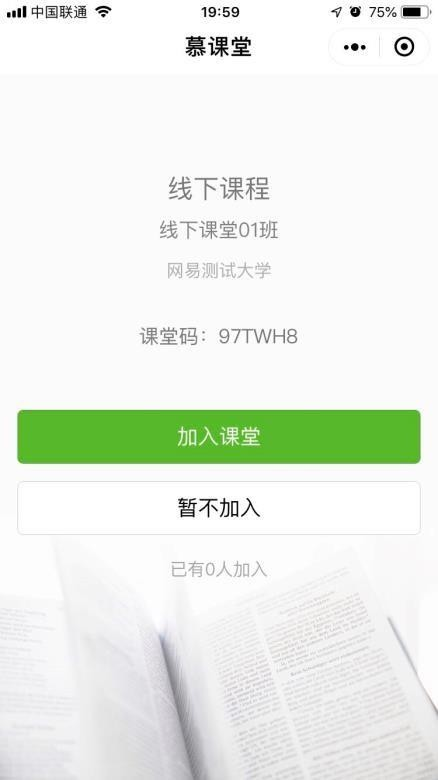 中国联通 19:59 75%
慕课堂
线下课程
线下课堂01班
网易测试大学
课堂码：97TWH8
加入课堂
暂不加入
已有0人加入